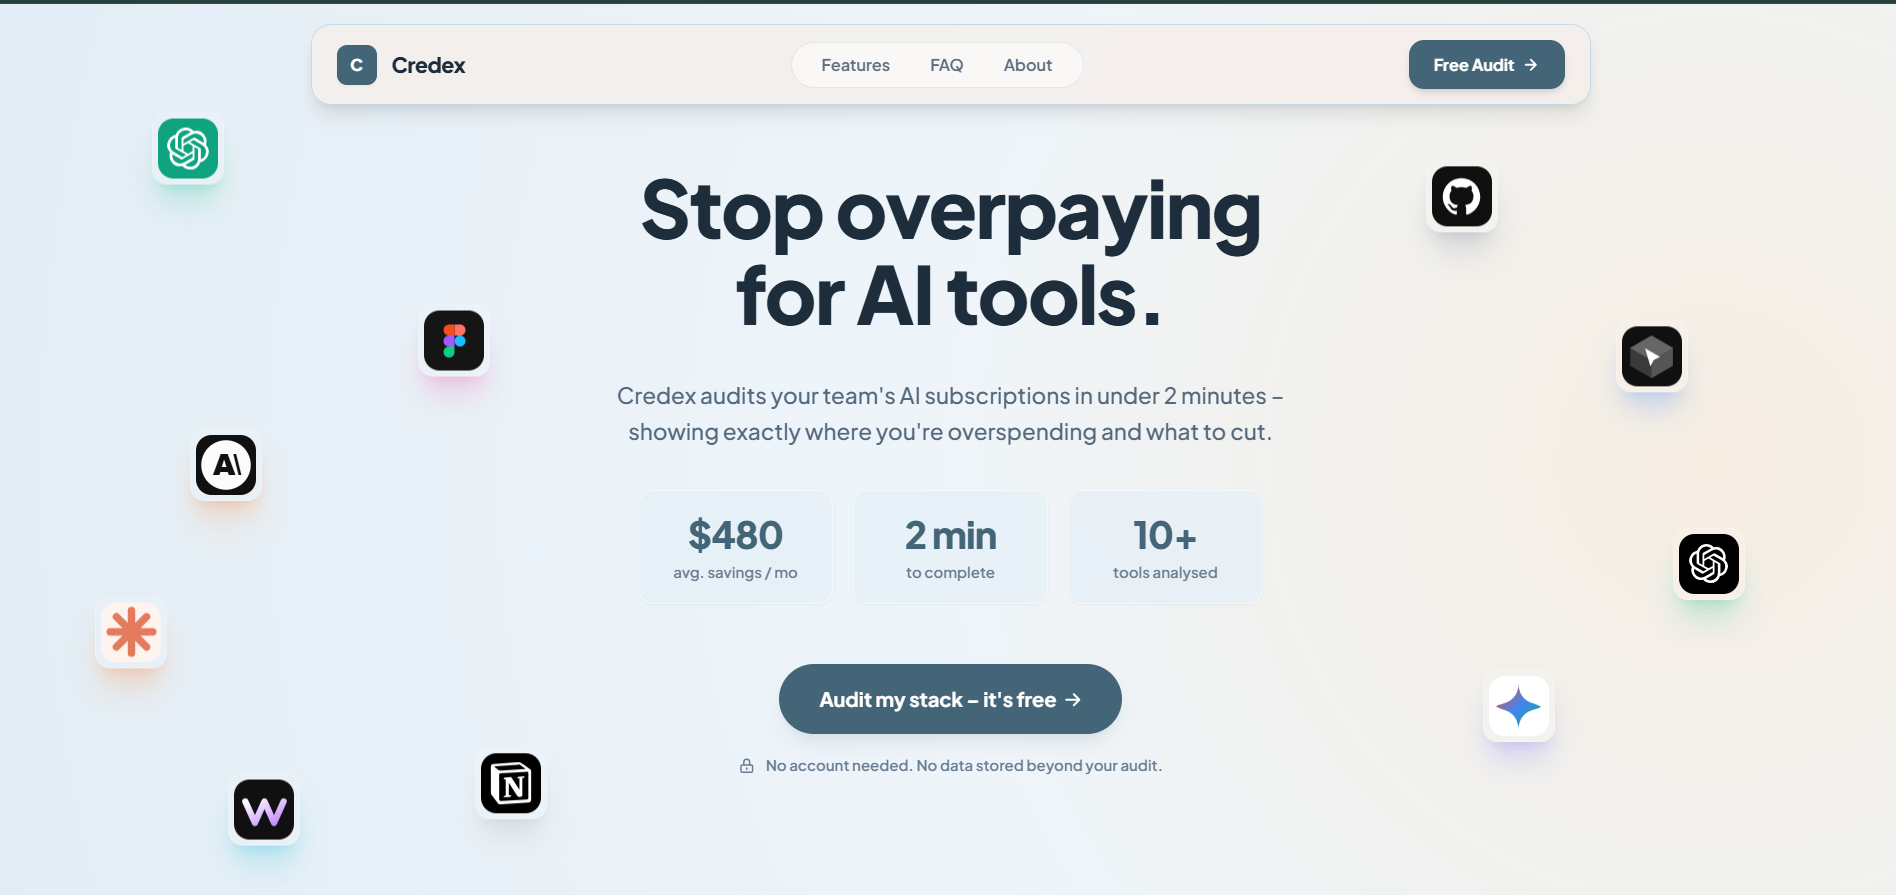 C Credex
Features FAQ About
Free Audit →
Stop overpaying
for AI tools.
Credex audits your team's AI subscriptions in under 2 minutes –
showing exactly where you're overspending and what to cut.
$480
avg. savings / mo
2 min
to complete
10+
tools analysed
Audit my stack – it's free →
No account needed. No data stored beyond your audit.
A\
N
W